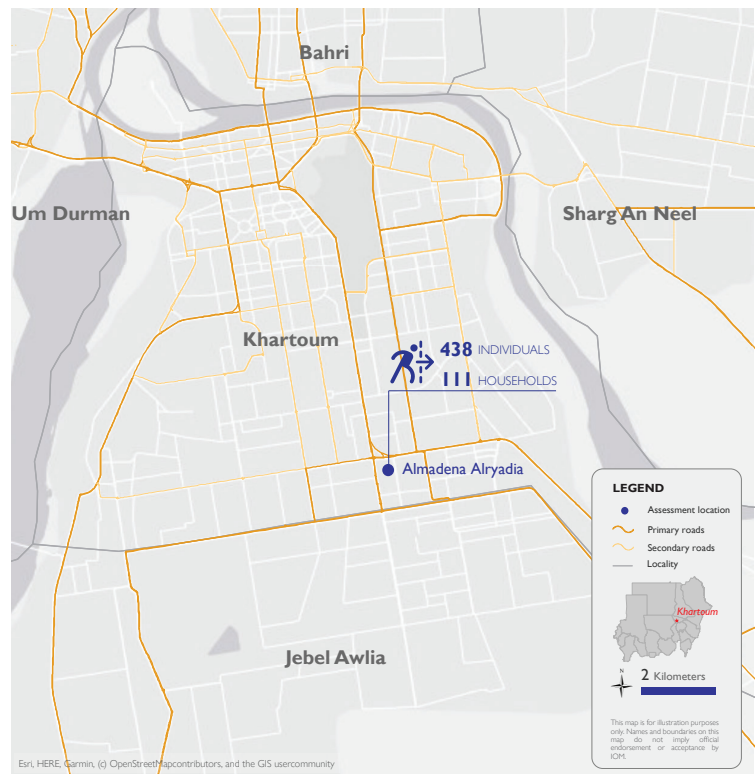 Bahri
Um Durman
Sharg An Neel
Khartoum
438 INDIVIDUALS
111 HOUSEHOLDS
Almadena Alryadia
Jebel Awlia
LEGEND
Assessment location
Primary roads
Secondary roads
Locality
Khartoum
N
2 Kilometers
This map is for illustration purposes
only. Names and boundaries on this
map do not imply official
endorsement or acceptance by
IOM.
Esri, HERE, Garmin, (c) OpenStreetMapcontributors, and the GIS usercommunity